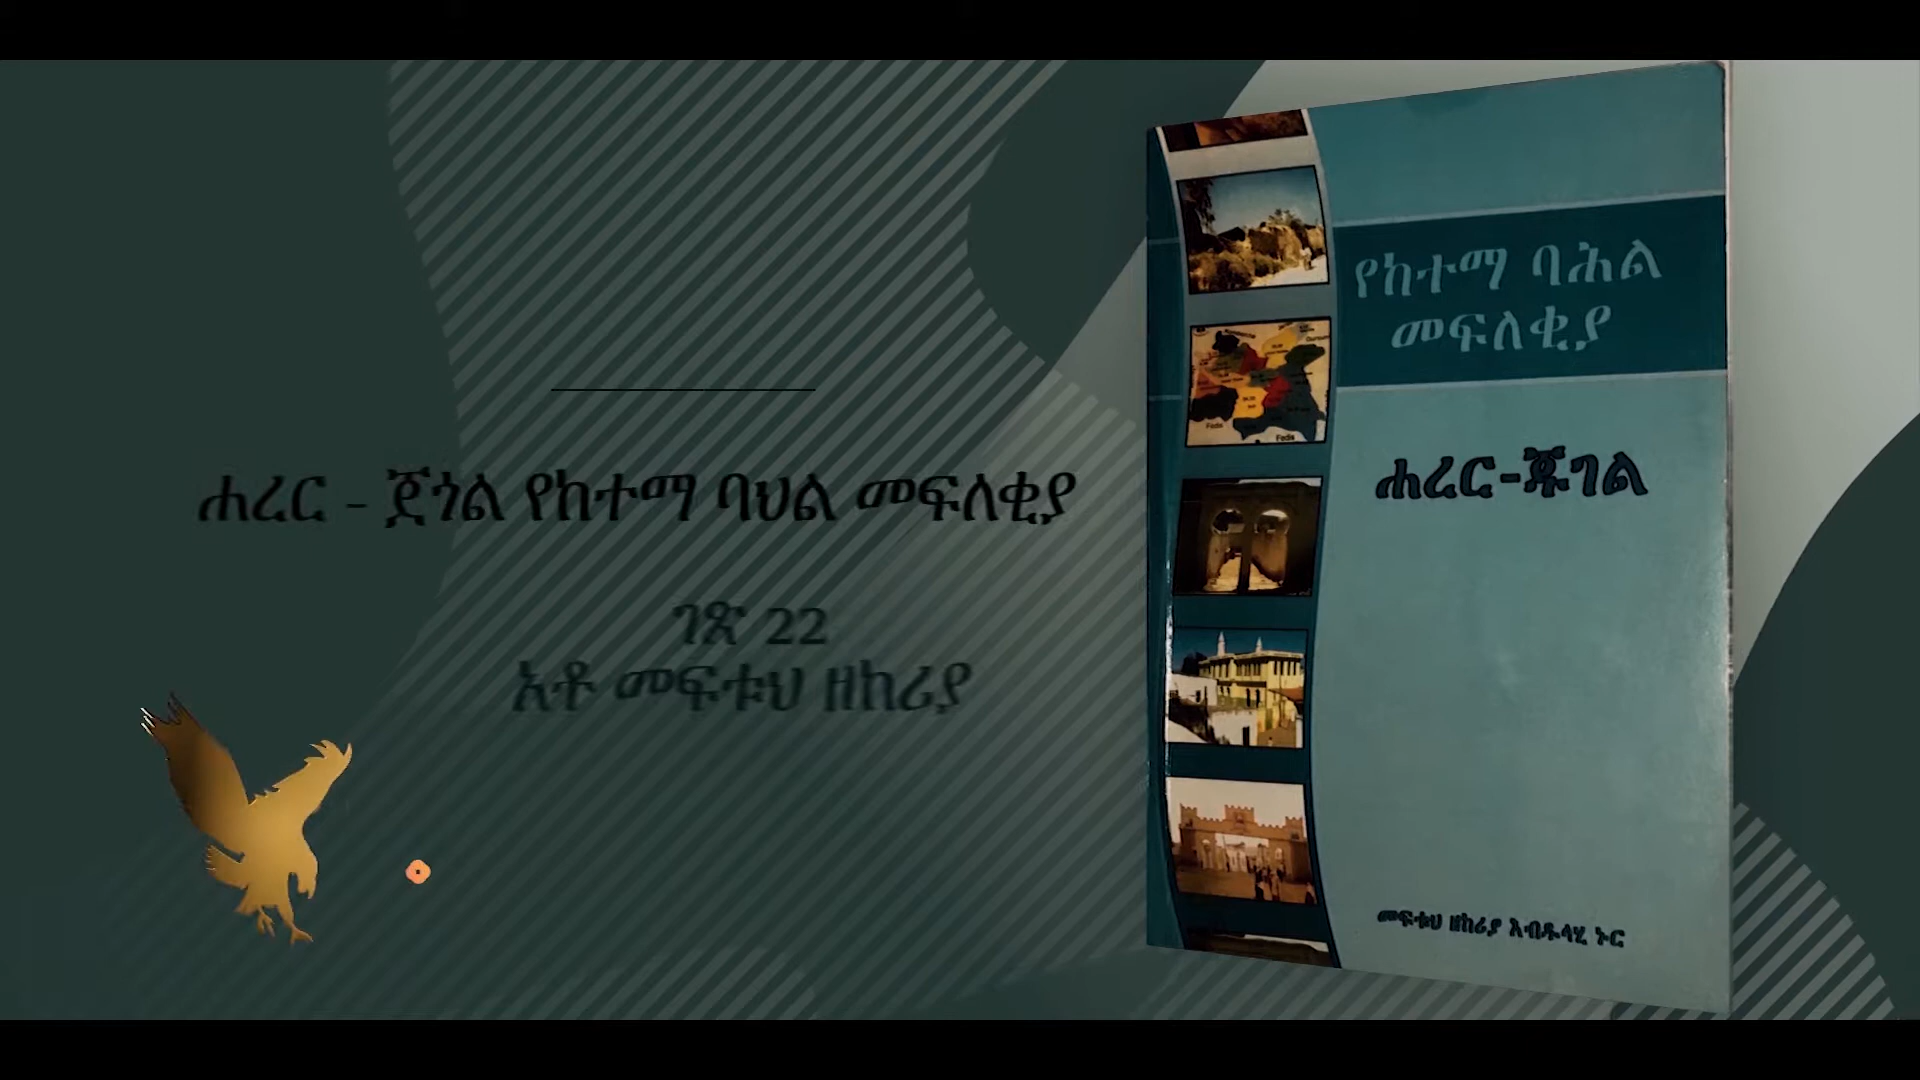 ሐረር - ጀጎል የከተማ ባህል መፍለቂያ
ገጽ 22
አቶ መፍቱህ ዘከሪያ
የከተማ ባሕል
መፍለቂያ
ሐረር-ጁገል
መፍቱህ ዘከሪያ አብዱላሂ ኑር
Fedis